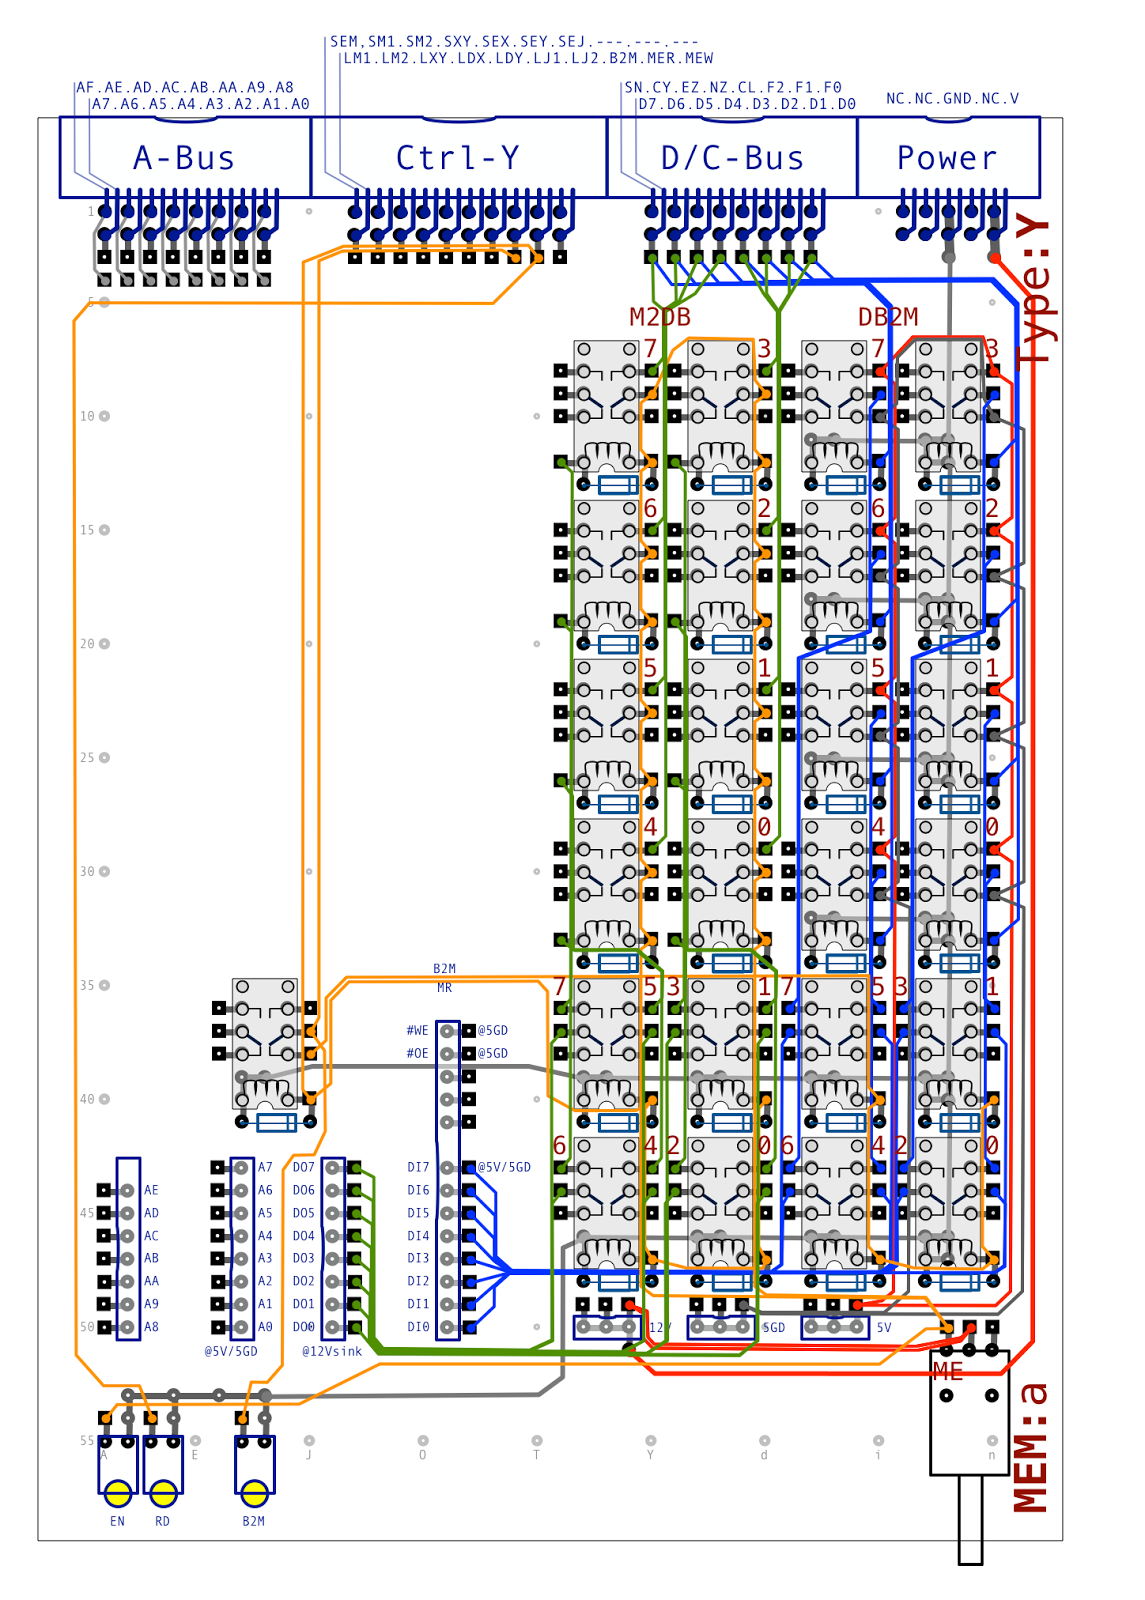 SEM,SM1.SM2.SXY.SEX.SEY.SEJ.---.---.---
LM1.LM2.LXY.LDX.LDY.LJ1.LJ2.B2M.MER.MEW
AF.AE.AD.AC.AB.AA.A9.A8
A7.A6.A5.A4.A3.A2.A1.A0
SN.CY.EZ.NZ.CL.F2.F1.F0
D7.D6.D5.D4.D3.D2.D1.D0
NC.NC.GND.NC.V
A-Bus
Ctrl-Y
D/C-Bus
Power
Type:Y
1
5
M2DB
DB2M
7 3 7 3
10
15
6 2 6 2
20
5 1 5 1
25
4 0 4 0
30
B2M
35
MR
7 5 3 1 7 5 3 1
#WE @5GD
#OE @5GD
40
6 4 2 0 6 4 2 0
A7 DO7 DI7 @5V/5GD
AE A6 DO6 DI6
45 AD A5 DO5 DI5
AC A4 DO4 DI4
AB A3 DO3 DI3
AA A2 DO2 DI2
A9 A1 DO1 DI1
50 A8 A0 DO0 DI0
12V 5GD 5V
@5V/5GD @12Vsink
ME
MEM:a
55
A E J O T Y d i n
EN RD B2M